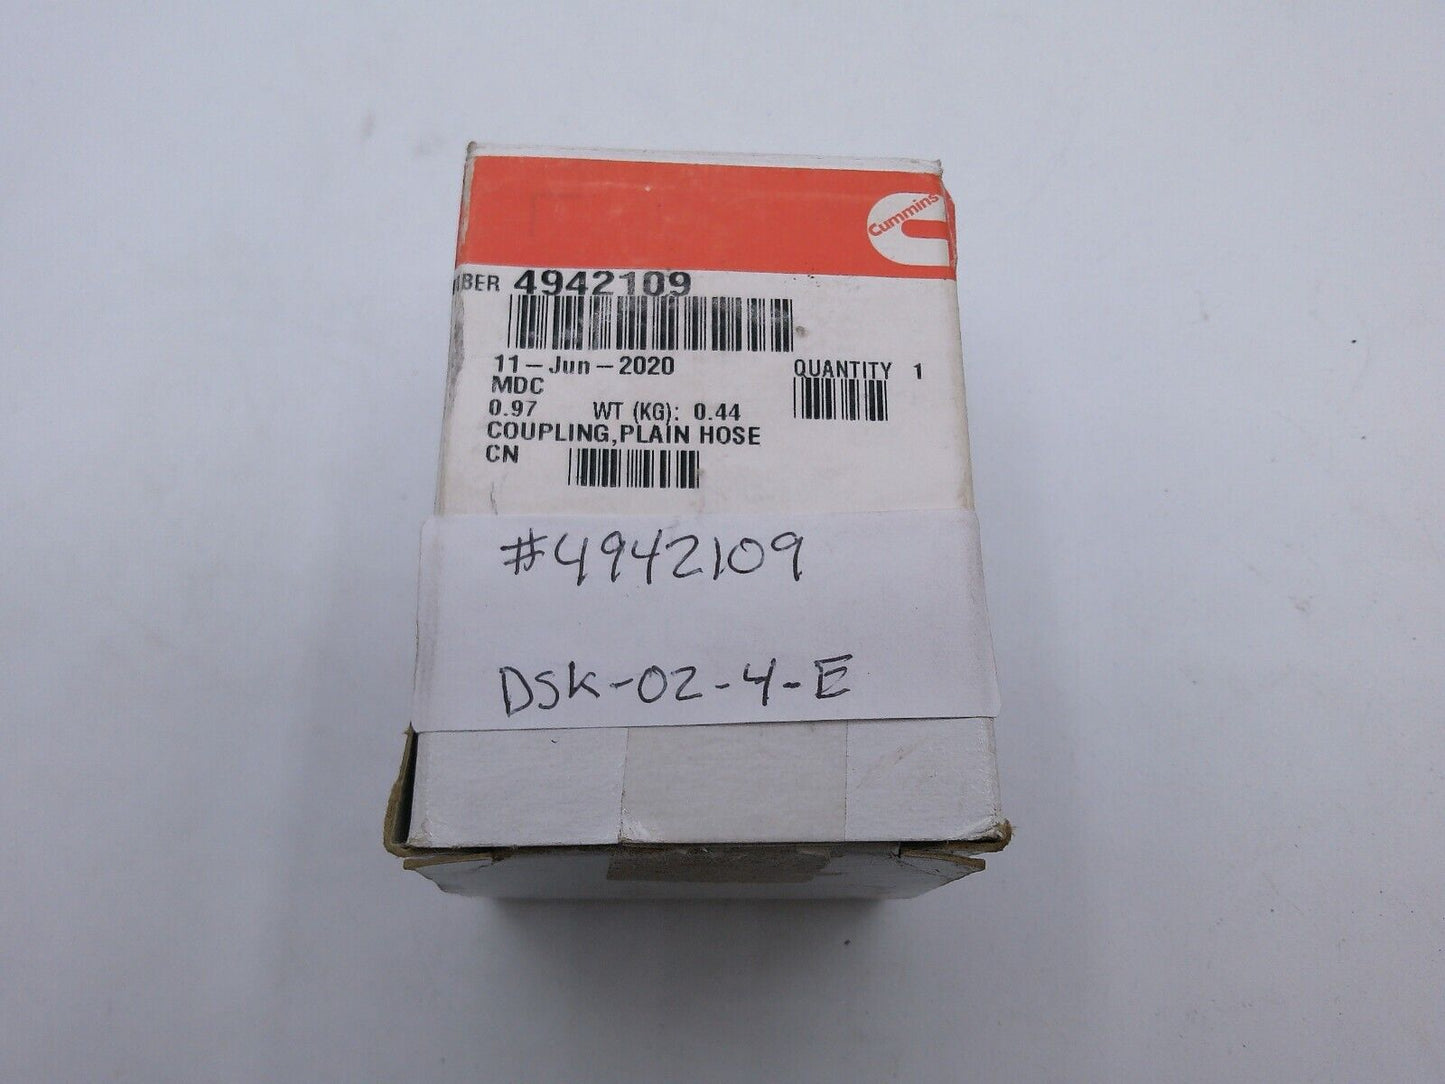 Cummins
BER 4942109
11-Jun-2020
QUANTITY 1
MDC
0.97 WT (KG): 0.44
COUPLING,PLAIN HOSE
CN
#4942109
DSK-02-4-E